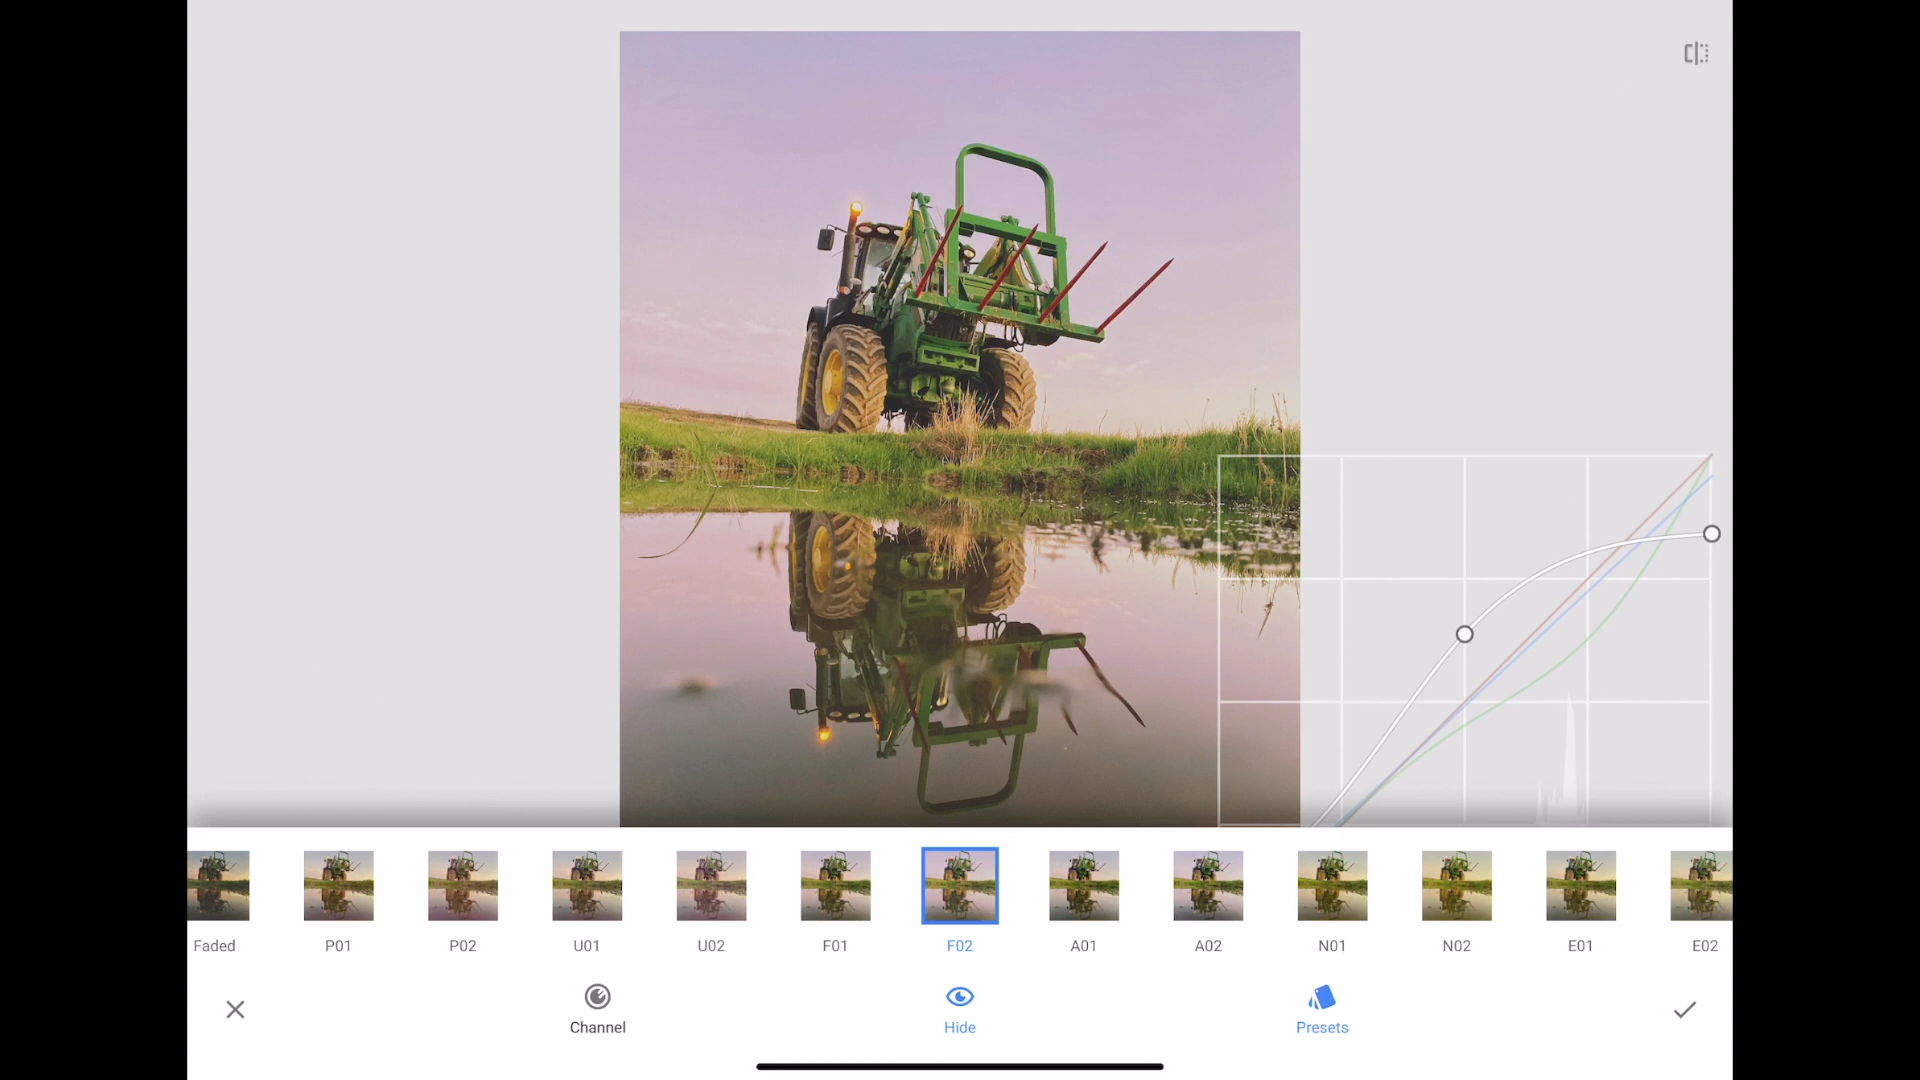 Faded
P01
P02
U01
U02
F01
F02
A01
A02
N01
N02
E01
E02
Channel
Hide
Presets